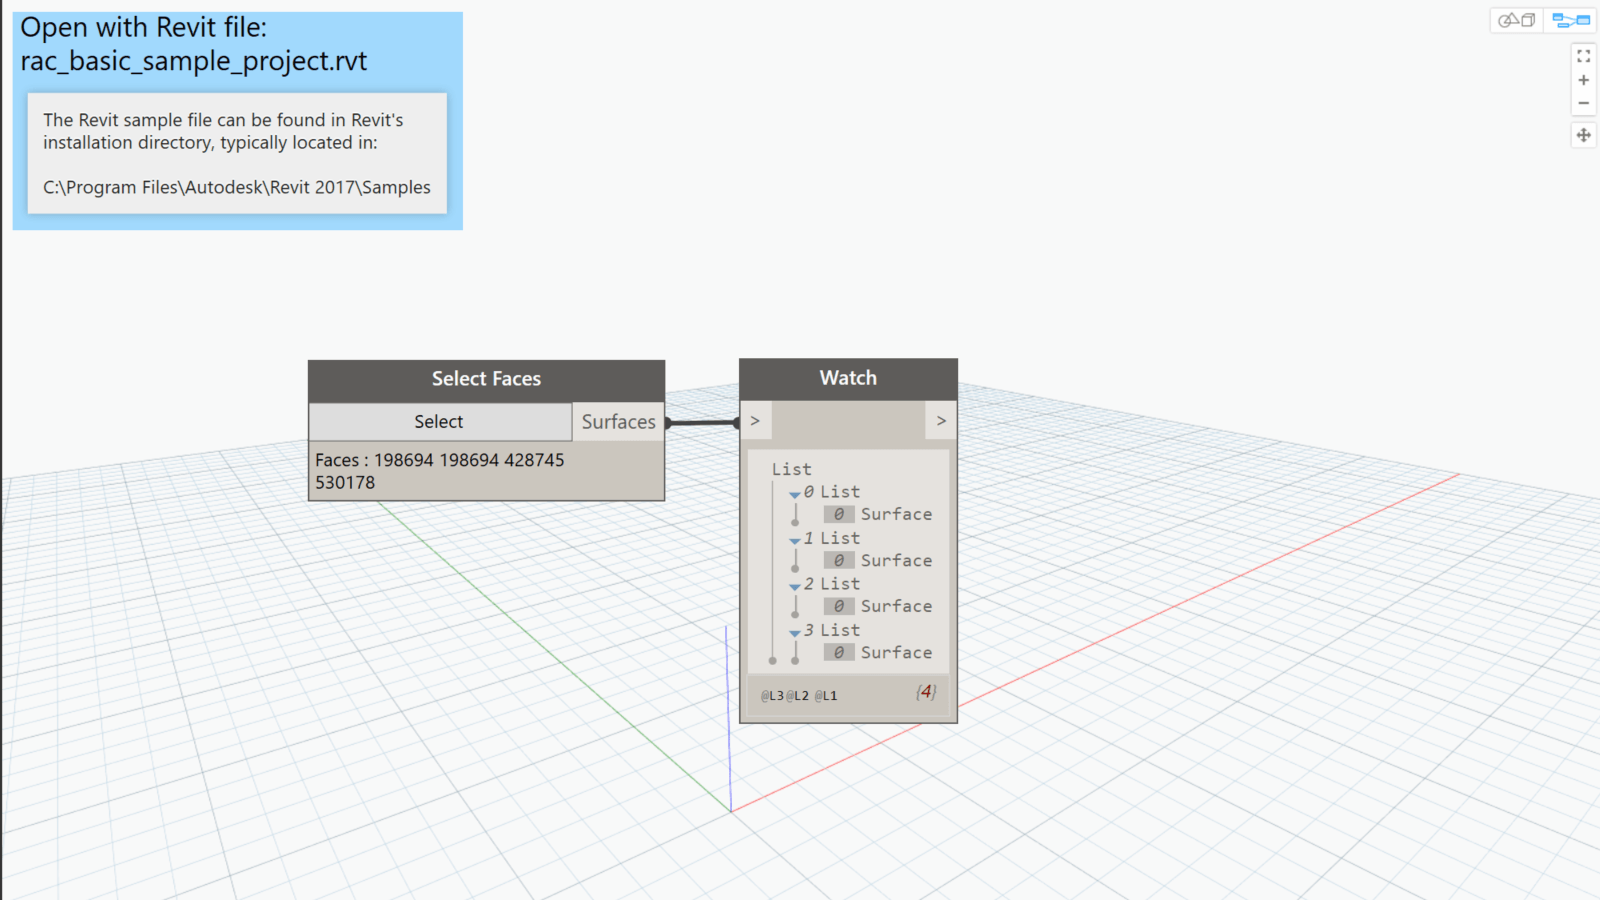 Open with Revit file:
rac_basic_sample_project.rvt
The Revit sample file can be found in Revit's
installation directory, typically located in:
C:\Program Files\Autodesk\Revit 2017\Samples
Select Faces
Select
Surfaces
Faces : 198694 198694 428745
530178
Watch
>
>
List
0 List
0 Surface
1 List
0 Surface
2 List
0 Surface
3 List
0 Surface
@L3 @L2 @L1
{4}